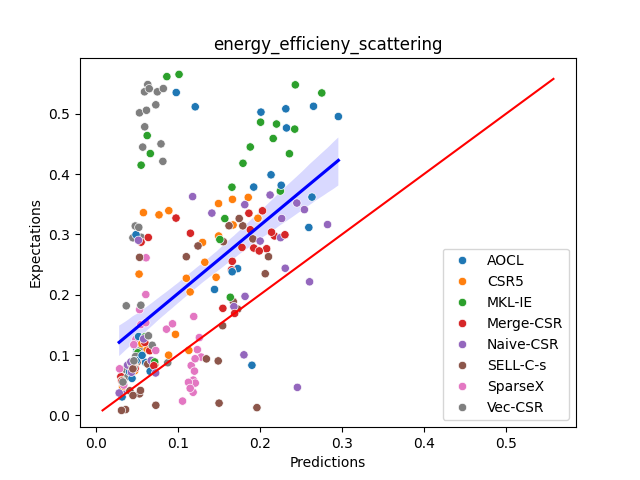 energy_efficieny_scattering
Expectations
0.5
0.4
0.3
0.2
0.1
0.0
0.0 0.1 0.2 0.3 0.4 0.5
Predictions
AOCL
CSR5
MKL-IE
Merge-CSR
Naive-CSR
SELL-C-s
SparseX
Vec-CSR